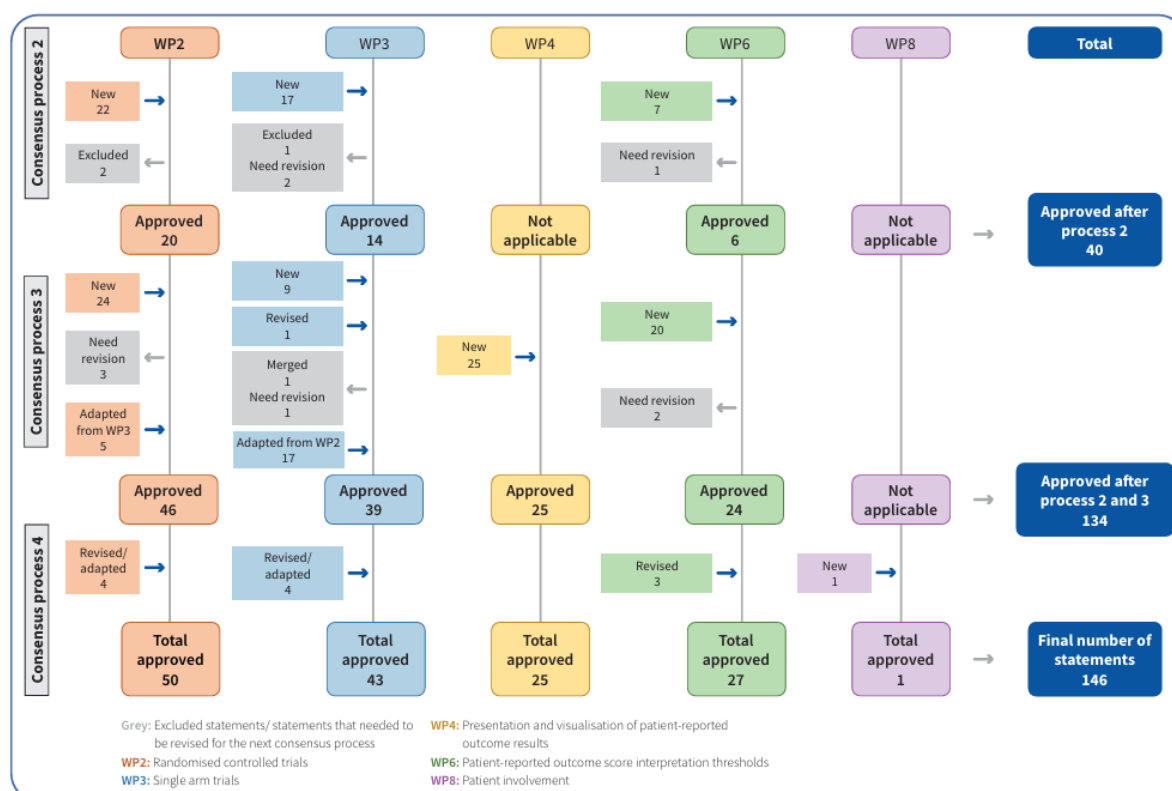 Consensus process 2
WP2
WP3
WP4
WP6
WP8
Total
New
22
Excluded
2
New
17
Excluded
1
Need revision
2
New
7
Need revision
1
Approved
20
Approved
14
Not
applicable
Approved
6
Not
applicable
Approved after
process 2
40
Consensus process 3
New
24
Need
revision
3
Adapted
from WP3
5
New
9
Revised
1
Merged
1
Need revision
1
Adapted from WP2
17
New
25
New
20
Need revision
2
Approved
46
Approved
39
Approved
25
Approved
24
Not
applicable
Approved after
process 2 and 3
134
Consensus process 4
Revised/
adapted
4
Revised/
adapted
4
Revised
3
New
1
Total
approved
50
Total
approved
43
Total
approved
25
Total
approved
27
Total
approved
1
Final number of
statements
146
Grey: Excluded statements/ statements that needed to
be revised for the next consensus process
WP2: Randomised controlled trials
WP3: Single arm trials
WP4: Presentation and visualisation of patient-reported
outcome results
WP6: Patient-reported outcome score interpretation thresholds
WP8: Patient involvement